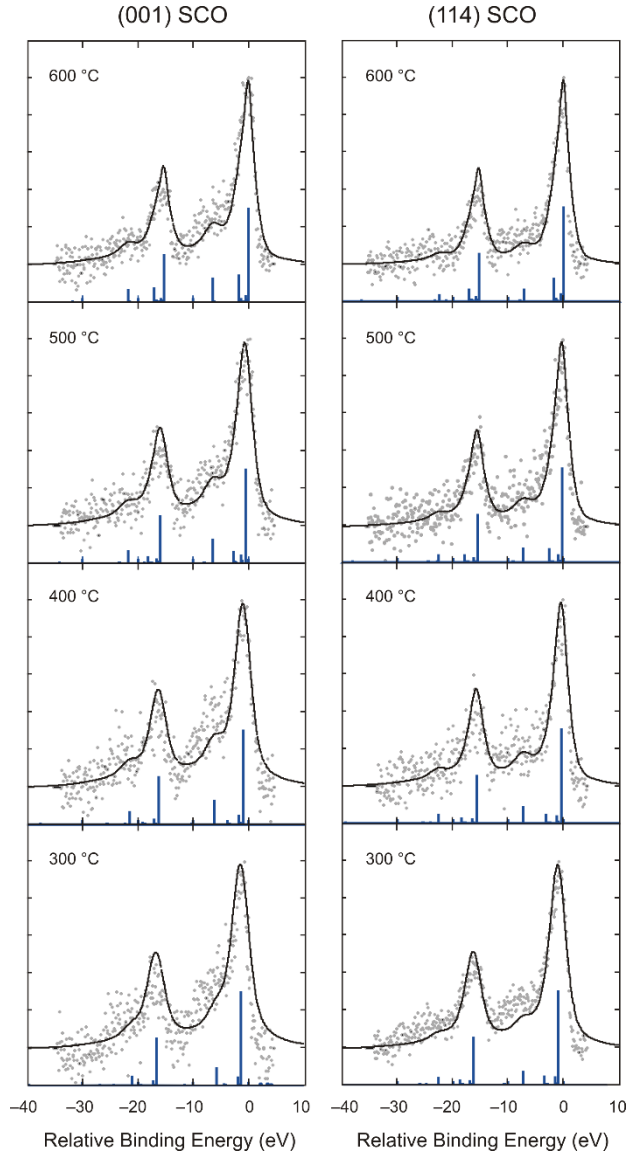 (001) SCO (114) SCO
600 °C 600 °C
500 °C 500 °C
400 °C 400 °C
300 °C 300 °C
–40 –30 –20 –10 0 10 –40 –30 –20 –10 0 10
Relative Binding Energy (eV) Relative Binding Energy (eV)